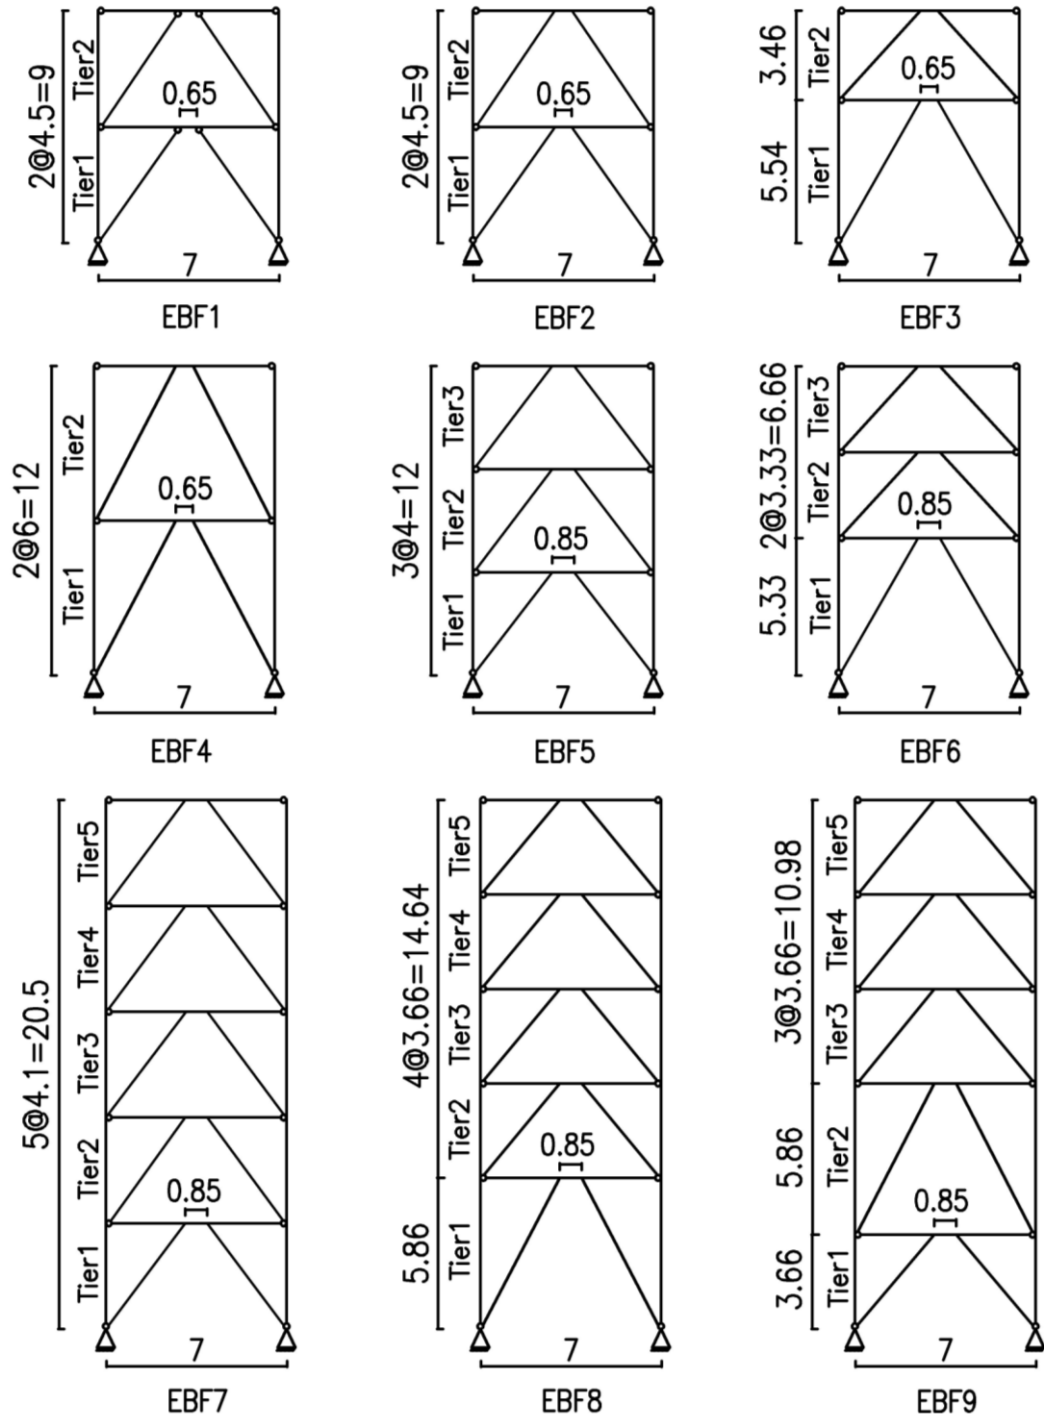 2@4.5=9
Tier2
Tier1
0.65
7
EBF1
2@4.5=9
Tier2
Tier1
0.65
7
EBF2
3.46
5.54
Tier2
Tier1
0.65
7
EBF3
2@6=12
Tier2
Tier1
0.65
7
EBF4
3@4=12
Tier3
Tier2
Tier1
0.85
7
EBF5
2@3.33=6.66
5.33
Tier3
Tier2
Tier1
0.85
7
EBF6
5@4.1=20.5
Tier5
Tier4
Tier3
Tier2
Tier1
0.85
7
EBF7
4@3.66=14.64
5.86
Tier5
Tier4
Tier3
Tier2
Tier1
0.85
7
EBF8
3@3.66=10.98
5.86
3.66
Tier5
Tier4
Tier3
Tier2
Tier1
0.85
7
EBF9